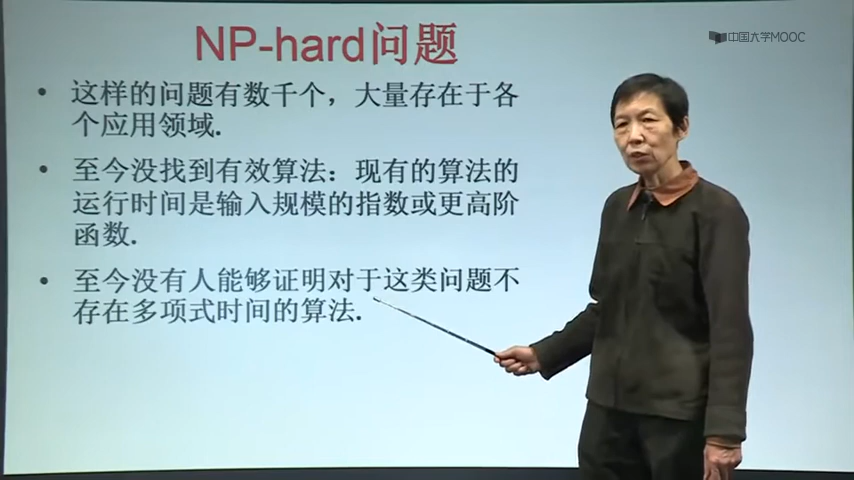 中国大学MOOC
NP-hard问题
• 这样的问题有数千个，大量存在于各
个应用领域.
• 至今没找到有效算法：现有的算法的
运行时间是输入规模的指数或更高阶
函数.
• 至今没有人能够证明对于这类问题不
存在多项式时间的算法.